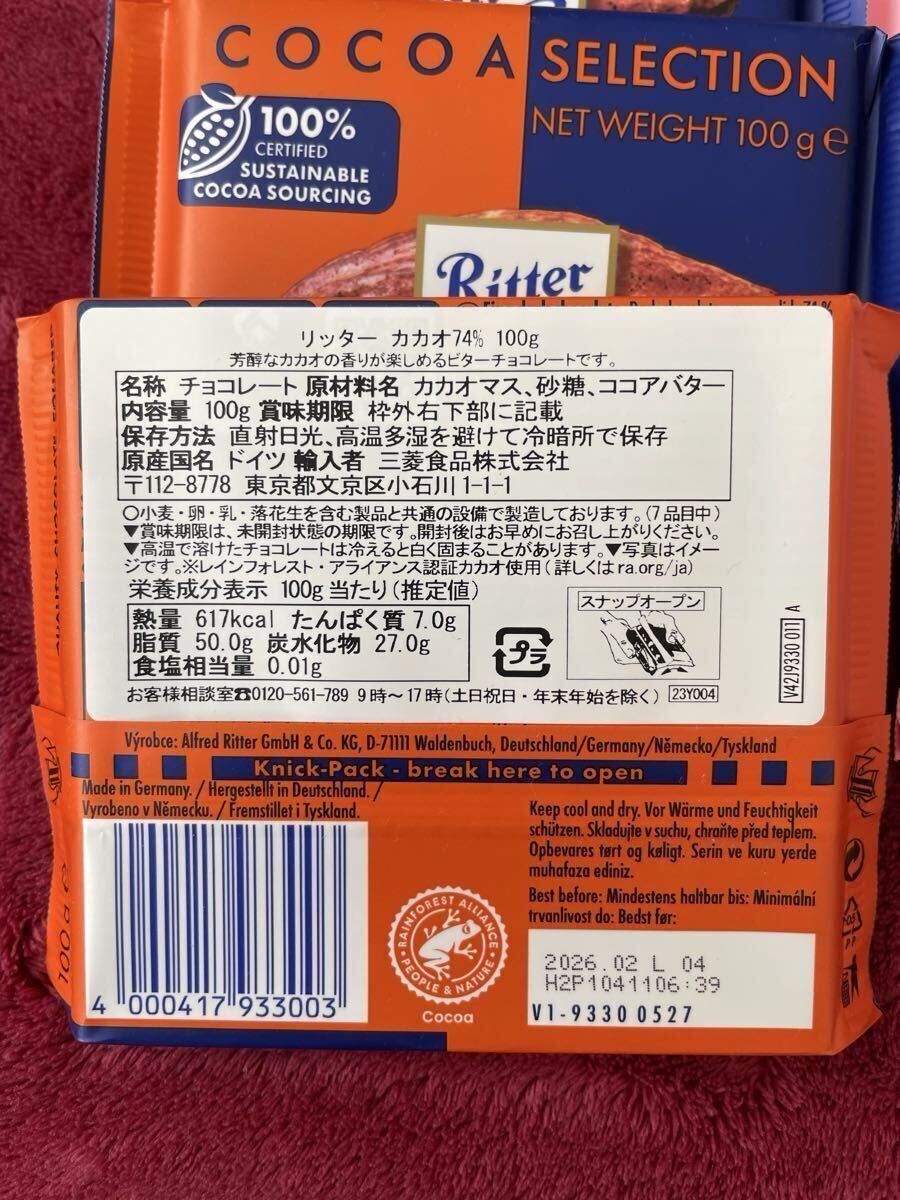 COCOA SELECTION
NET WEIGHT 100 g e
100%
CERTIFIED
SUSTAINABLE
COCOA SOURCING
Ritter
リッター カカオ74% 100g
芳醇なカカオの香りが楽しめるビターチョコレートです。
名称 チョコレート 原材料名 カカオマス、砂糖、ココアバター
内容量 100g 賞味期限 枠外右下部に記載
保存方法 直射日光、高温多湿を避けて冷暗所で保存
原産国名 ドイツ 輸入者 三菱食品株式会社
〒112-8778 東京都文京区小石川1-1-1
○小麦・卵・乳・落花生を含む製品と共通の設備で製造しております。(7品目中)
▼賞味期限は、未開封状態の期限です。開封後はお早めにお召し上がりください。
▼高温で溶けたチョコレートは冷えると白く固まることがあります。▼写真はイメー
ジです。※レインフォレスト・アライアンス認証カカオ使用(詳しくはra.org/ja)
栄養成分表示 100g当たり(推定値)
熱量 617kcal たんぱく質 7.0g
脂質 50.0g 炭水化物 27.0g
食塩相当量 0.01g
プラ
スナップオープン
V4219330 011 A
お客様相談室☎0120-561-789 9時〜17時(土日祝日・年末年始を除く) 23Y004
Výrobce: Alfred Ritter GmbH & Co. KG, D-71111 Waldenbuch, Deutschland/Germany/Německo/Tyskland
Knick-Pack - break here to open
Made in Germany. / Hergestellt in Deutschland. /
Vyrobeno v Německu. / Fremstillet i Tyskland.
Keep cool and dry. Vor Wärme und Feuchtigkeit
schützen. Skladujte v suchu, chraňte před teplem.
Opbevares tørt og køligt. Serin ve kuru yerde
muhafaza ediniz.
Best before: Mindestens haltbar bis: Minimální
trvanlivost do: Bedst før:
2026.02 L 04
H2P1041106:39
V1-9330 0527
4 000417 933003
RAINFOREST ALLIANCE
PEOPLE & NATURE
Cocoa
PP
100